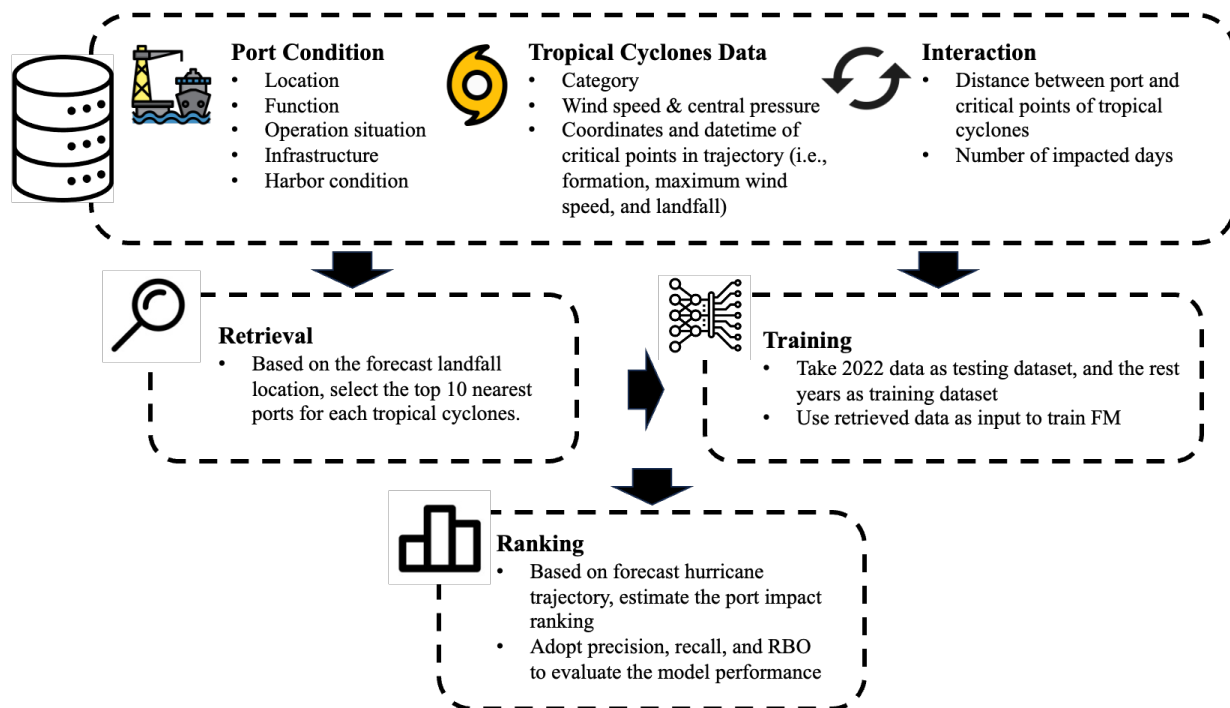 Port Condition
• Location
• Function
• Operation situation
• Infrastructure
• Harbor condition
Tropical Cyclones Data
• Category
• Wind speed & central pressure
• Coordinates and datetime of
critical points in trajectory (i.e.,
formation, maximum wind
speed, and landfall)
Interaction
• Distance between port and
critical points of tropical
cyclones
• Number of impacted days
Retrieval
• Based on the forecast landfall
location, select the top 10 nearest
ports for each tropical cyclones.
Training
• Take 2022 data as testing dataset, and the rest
years as training dataset
• Use retrieved data as input to train FM
Ranking
• Based on forecast hurricane
trajectory, estimate the port impact
ranking
• Adopt precision, recall, and RBO
to evaluate the model performance